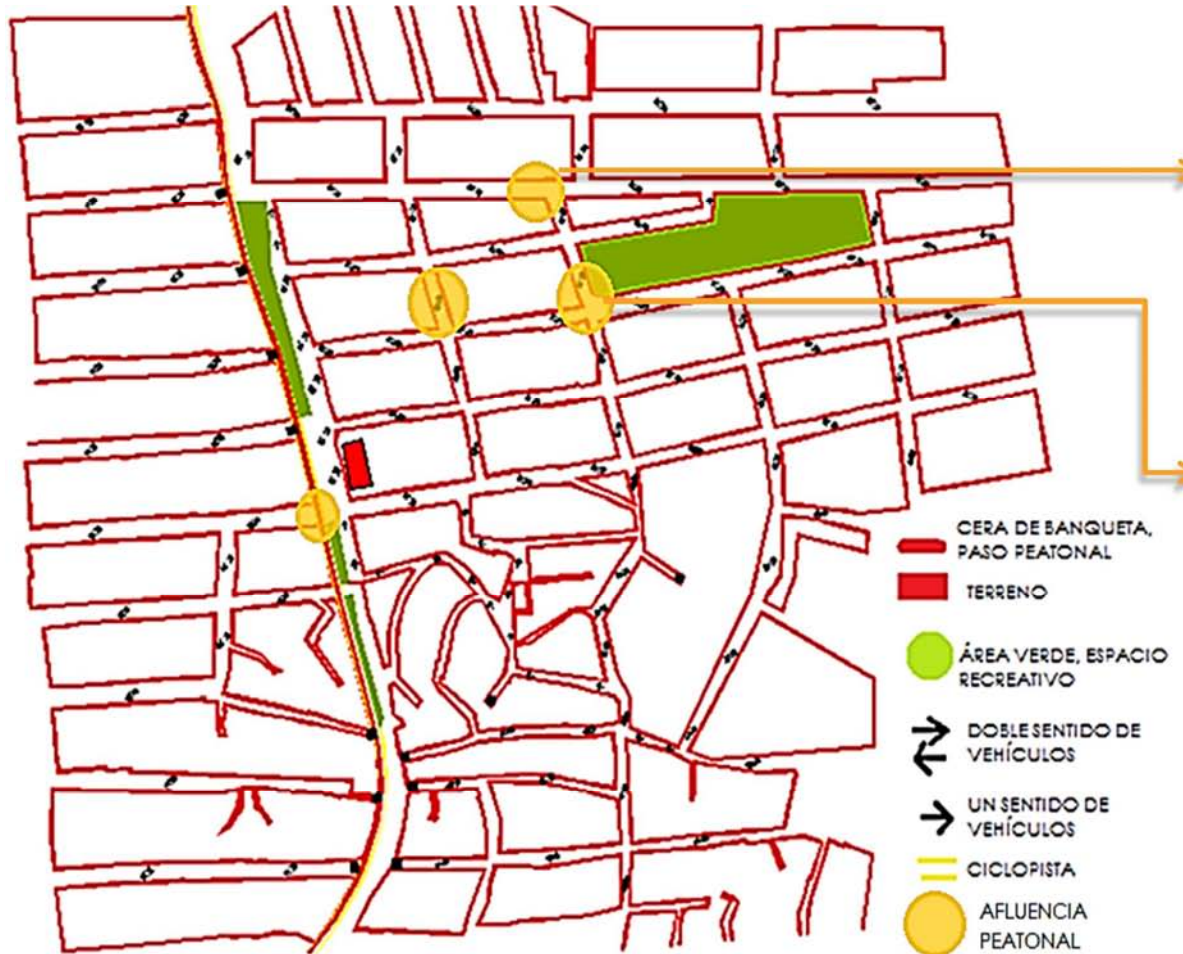 CERA DE BANQUETA,
PASO PEATONAL
TERRENO
ÁREA VERDE, ESPACIO
RECREATIVO
DOBLE SENTIDO DE
VEHÍCULOS
UN SENTIDO DE
VEHÍCULOS
CICLOPISTA
AFLUENCIA
PEATONAL